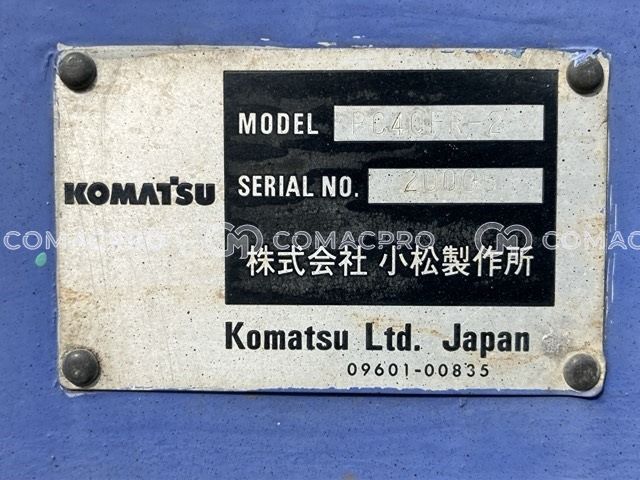 MODEL PC40FR-2
KOMATSU
SERIAL NO.
COMACPRO COMACPRO COMACPRO
株式会社 小松製作所
Komatsu Ltd. Japan
09601-00835